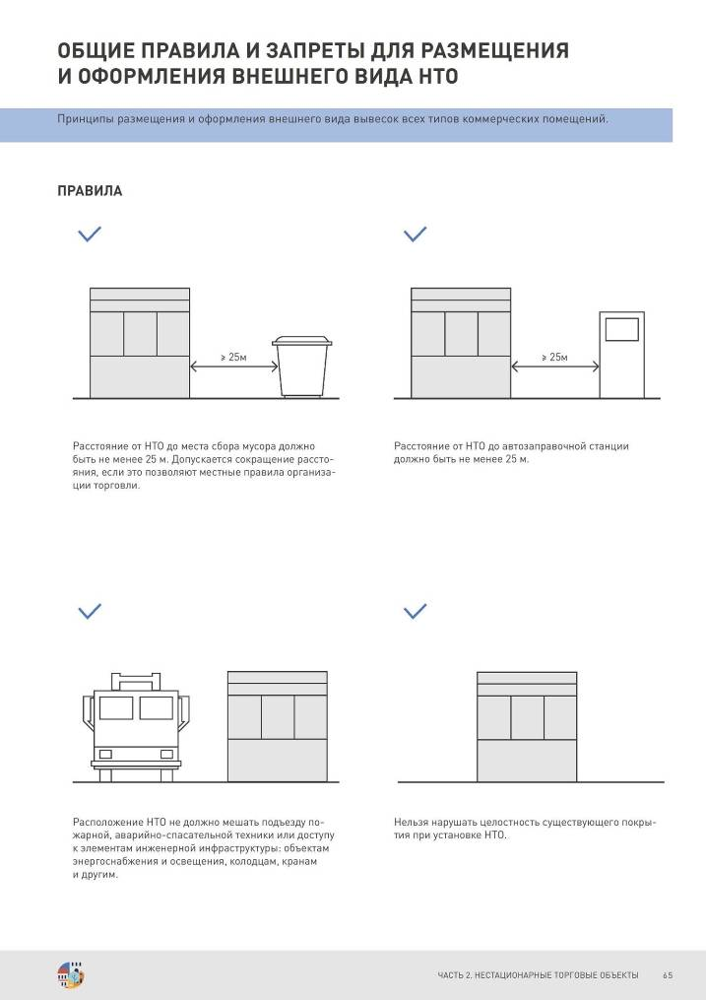 ОБЩИЕ ПРАВИЛА И ЗАПРЕТЫ ДЛЯ РАЗМЕЩЕНИЯ
И ОФОРМЛЕНИЯ ВНЕШНЕГО ВИДА НТО
Принципы размещения и оформления внешнего вида вывесок всех типов коммерческих помещений.
ПРАВИЛА
⩾ 25м
⩾ 25м
Расстояние от НТО до места сбора мусора должно
быть не менее 25 м. Допускается сокращение рассто-
яния, если это позволяют местные правила организа-
ции торговли.
Расстояние от НТО до автозаправочной станции
должно быть не менее 25 м.
Расположение НТО не должно мешать подъезду по-
жарной, аварийно-спасательной техники или доступу
к элементам инженерной инфраструктуры: объектам
энергоснабжения и освещения, колодцам, кранам
и другим.
Нельзя нарушать целостность существующего покры-
тия при установке НТО.
ЧАСТЬ 2. НЕСТАЦИОНАРНЫЕ ТОРГОВЫЕ ОБЪЕКТЫ 65